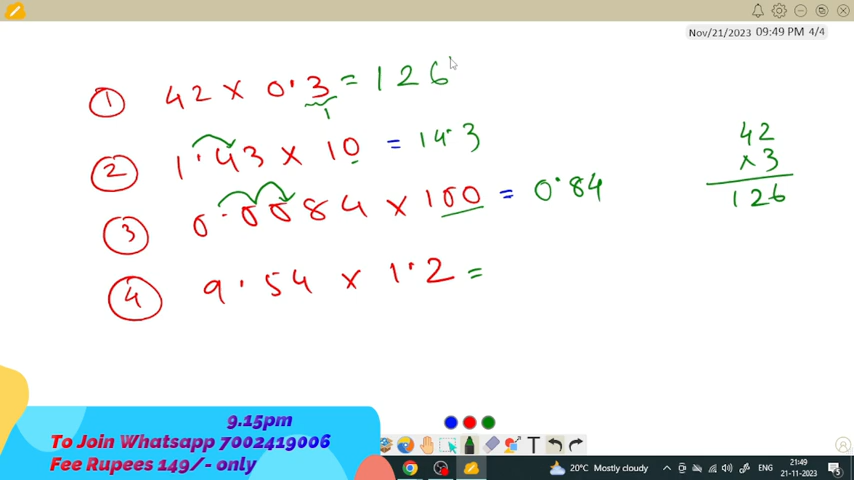 Nov/21/2023 09:49 PM 4/4
① 42 × 0.3 = 126
1
② 1.43 × 10 = 14.3
③ 0.0084 × 100 = 0.84
④ 9.54 × 1.2 =
42
×3
126
9.15pm
To Join Whatsapp 7002419006
Fee Rupees 149/- only
T
20°C Mostly cloudy
ENG
21:49
21-11-2023
5